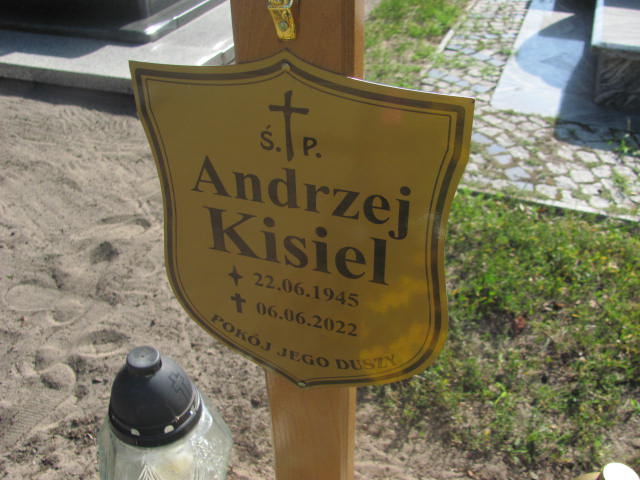 Ś. P.
Andrzej
Kisiel
22.06.1945
06.06.2022
POKÓJ JEGO DUSZY